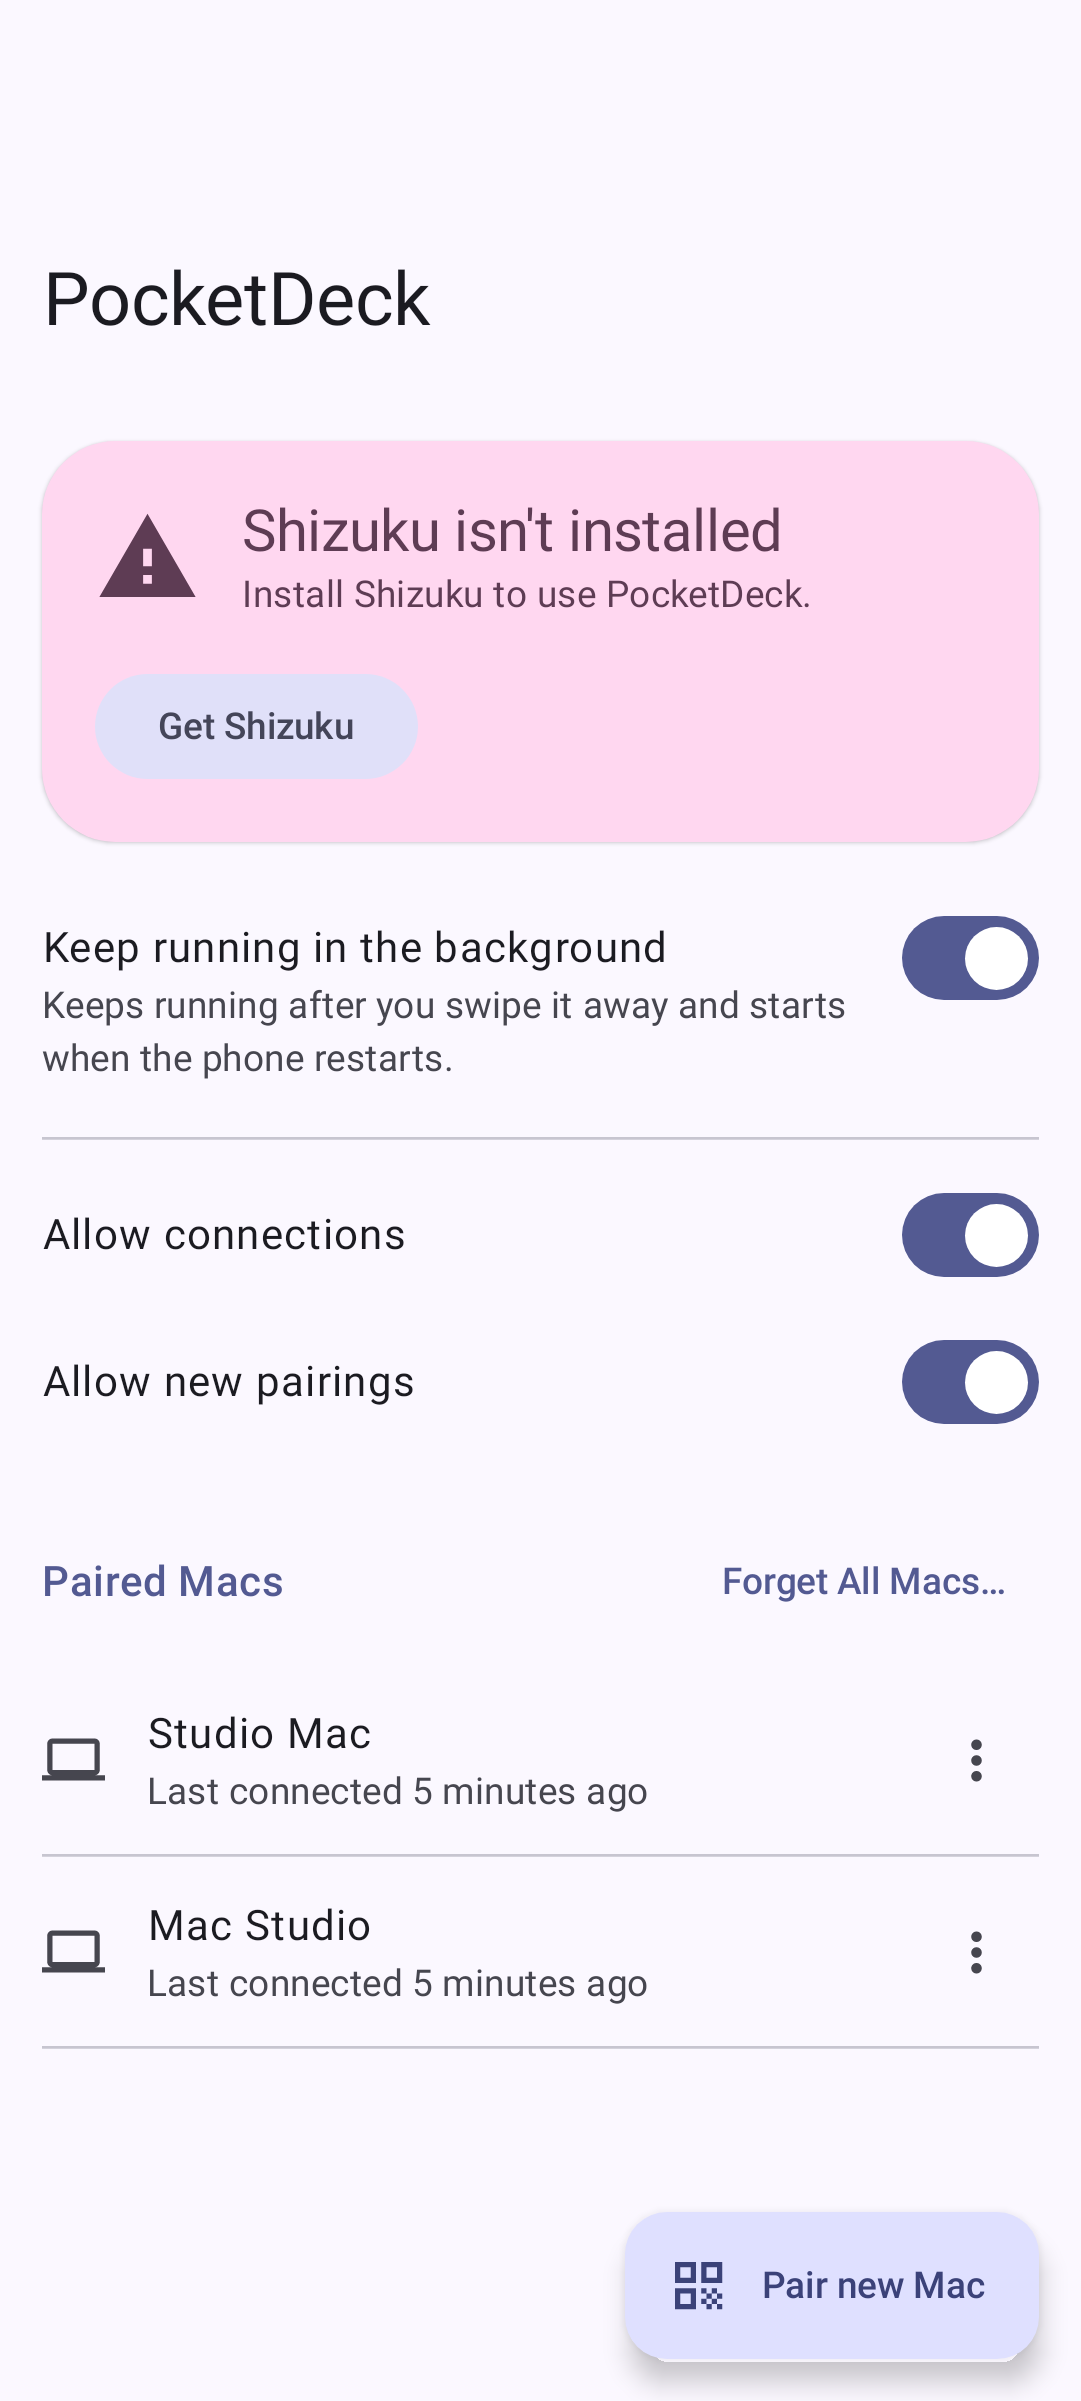 PocketDeck
Shizuku isn't installed
Install Shizuku to use PocketDeck.
Get Shizuku
Keep running in the background
Keeps running after you swipe it away and starts
when the phone restarts.
Allow connections
Allow new pairings
Paired Macs
Forget All Macs…
Studio Mac
Last connected 5 minutes ago
Mac Studio
Last connected 5 minutes ago
Pair new Mac